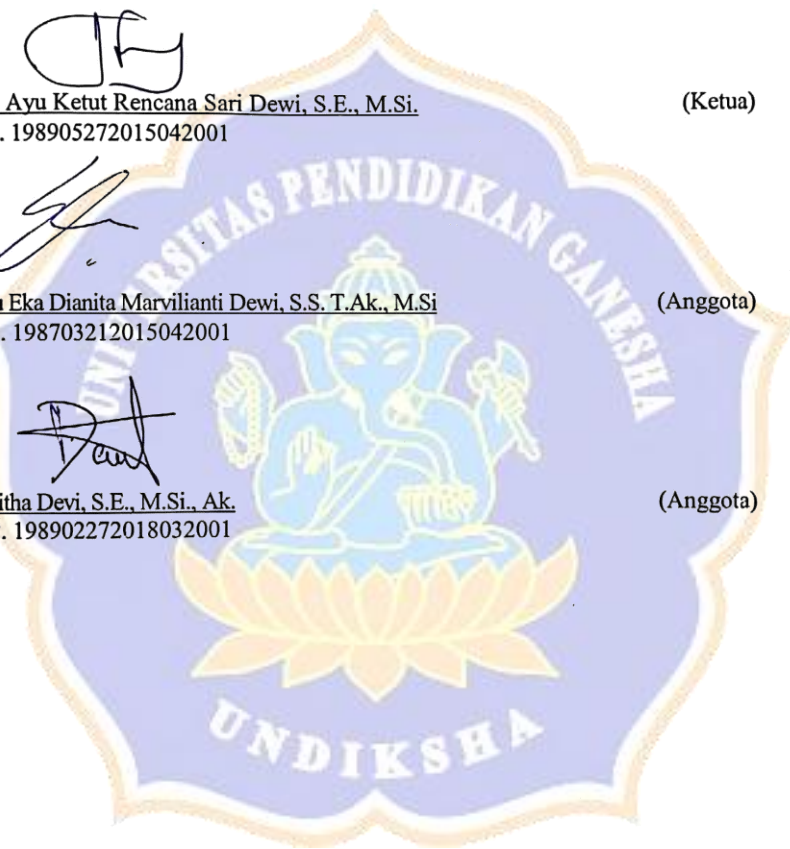 Ayu Ketut Rencana Sari Dewi, S.E., M.Si. (Ketua)
. 198905272015042001
Eka Dianita Marvilianti Dewi, S.S. T.Ak., M.Si (Anggota)
. 198703212015042001
itha Devi, S.E., M.Si., Ak. (Anggota)
. 198902272018032001
UNIVERSITAS PENDIDIKAN GANESHA
UNDIKSHA